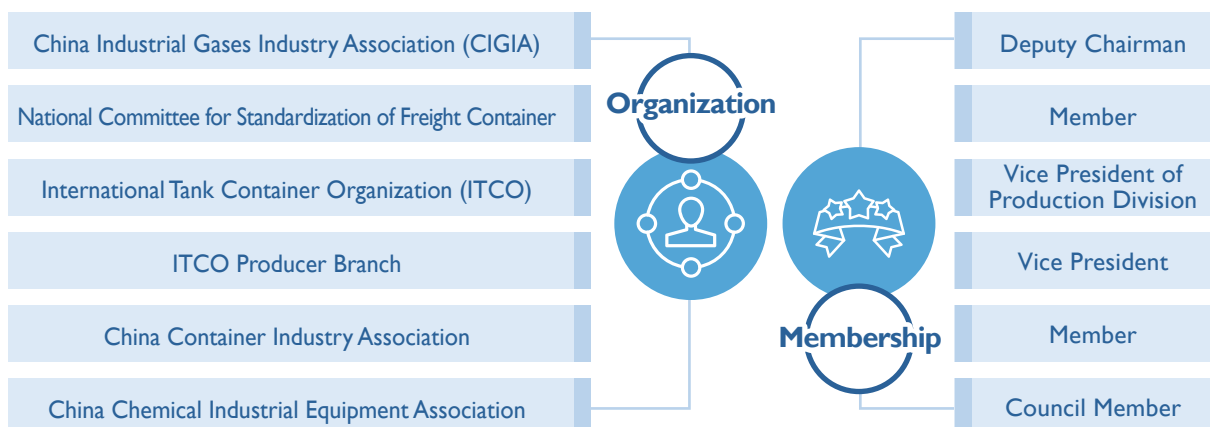 China Industrial Gases Industry Association (CIGIA)
National Committee for Standardization of Freight Container
International Tank Container Organization (ITCO)
ITCO Producer Branch
China Container Industry Association
China Chemical Industrial Equipment Association
Organization
Membership
Deputy Chairman
Member
Vice President of
Production Division
Vice President
Member
Council Member